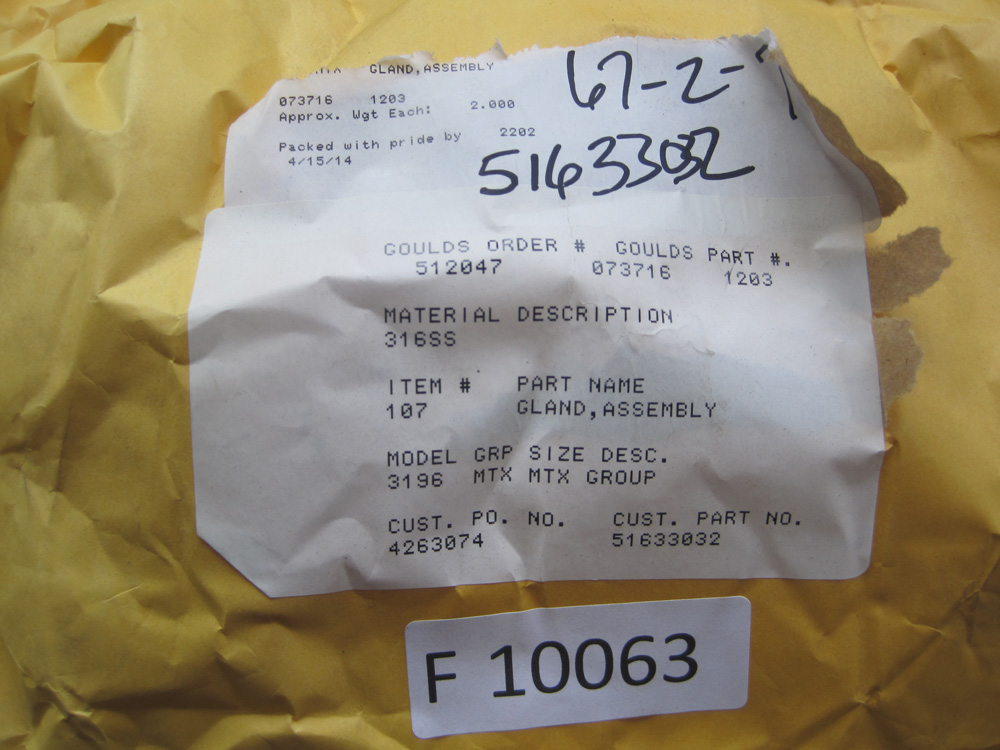 GLAND,ASSEMBLY
67-2-
073716 1203
Approx. Wgt Each: 2.000
Packed with pride by 2202
4/15/14
51633032
GOULDS ORDER # GOULDS PART #.
512047 073716 1203
MATERIAL DESCRIPTION
316SS
ITEM # PART NAME
107 GLAND,ASSEMBLY
MODEL GRP SIZE DESC.
3196 MTX MTX GROUP
CUST. PO. NO. CUST. PART NO.
4263074 51633032
F 10063